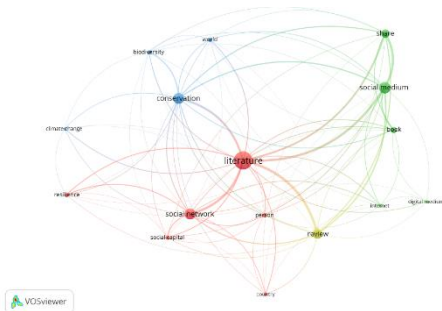 share
world
biodiversity
social medium
conservation
climate change
book
literature
resilience
interact
digital medium
social network
person
social capital
review
country
VOSviewer